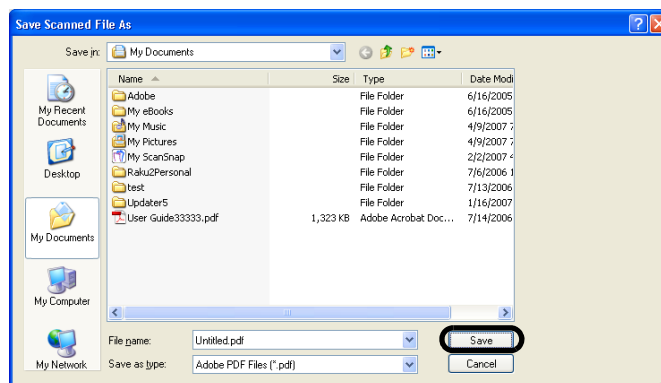 Save Scanned File As
Save in: My Documents
Name Size Type Date Modi
Adobe File Folder 6/16/2005
My eBooks File Folder 6/16/2005
My Music File Folder 4/9/2007 7
My Pictures File Folder 4/9/2007 7
My ScanSnap File Folder 2/2/2007 4
Raku2Personal File Folder 7/6/2006 1
test File Folder 7/13/2006
Updater5 File Folder 1/16/2007
User Guide33333.pdf 1,323 KB Adobe Acrobat Doc... 7/14/2006
My Recent
Documents
Desktop
My Documents
My Computer
My Network
File name: Untitled.pdf Save
Save as type: Adobe PDF Files (*.pdf) Cancel